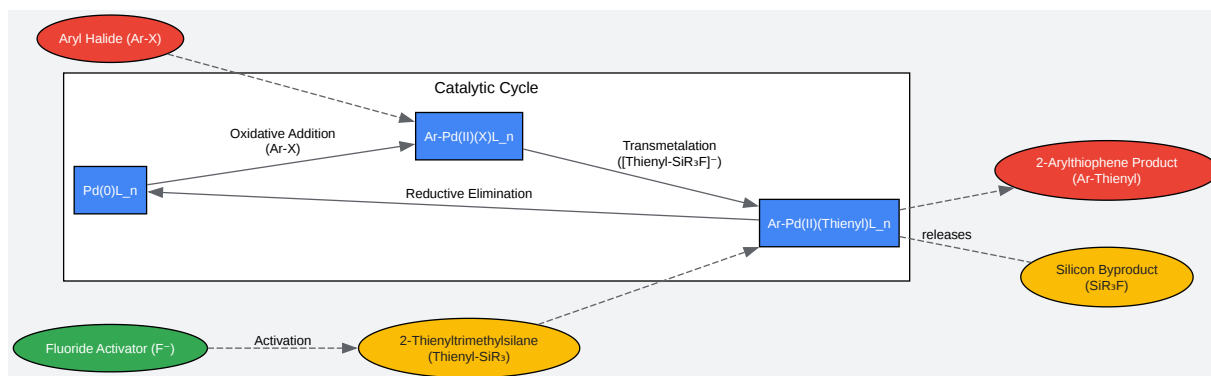 Aryl Halide (Ar-X)
Catalytic Cycle
Oxidative Addition
(Ar-X)
Ar-Pd(II)(X)L_n
Transmetalation
([Thienyl-SiR₃F]⁻)
Pd(0)L_n
Reductive Elimination
Ar-Pd(II)(Thienyl)L_n
2-Arylthiophene Product
(Ar-Thienyl)
releases
Silicon Byproduct
(SiR₃F)
Fluoride Activator (F⁻)
Activation
2-Thienyltrimethylsilane
(Thienyl-SiR₃)